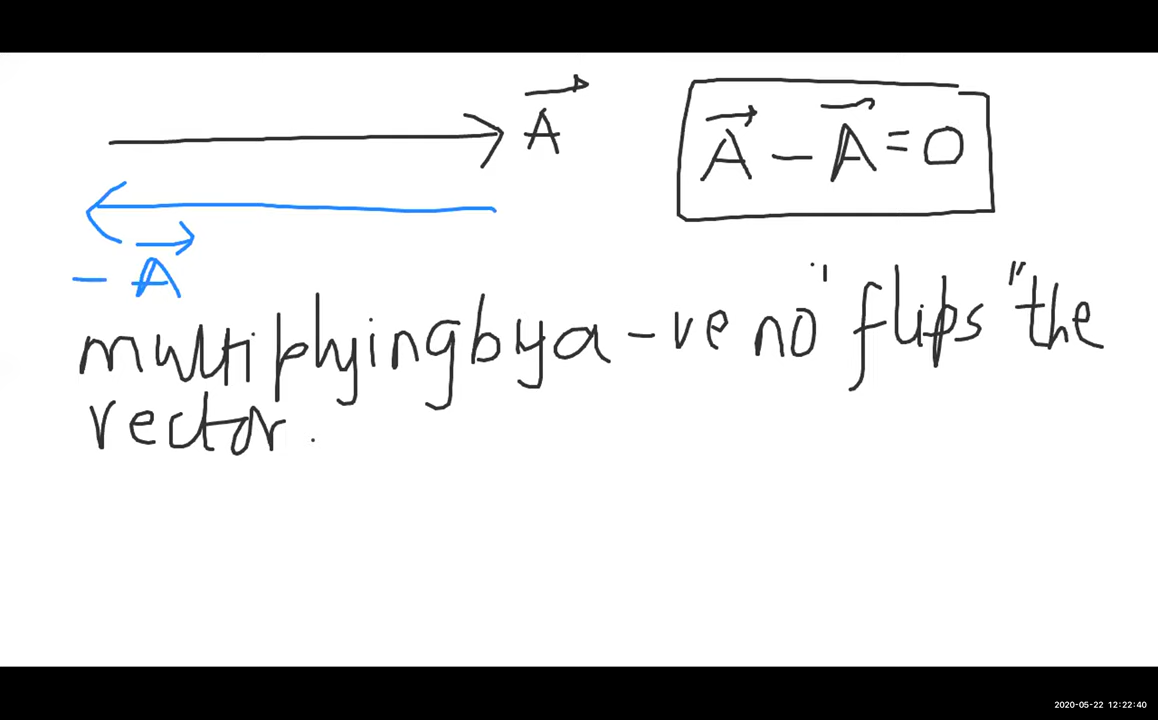 A⃗
A⃗ - A⃗ = 0
- A⃗
multiplying by a -ve no "flips" the
vector.
2020-05-22 12:22:40